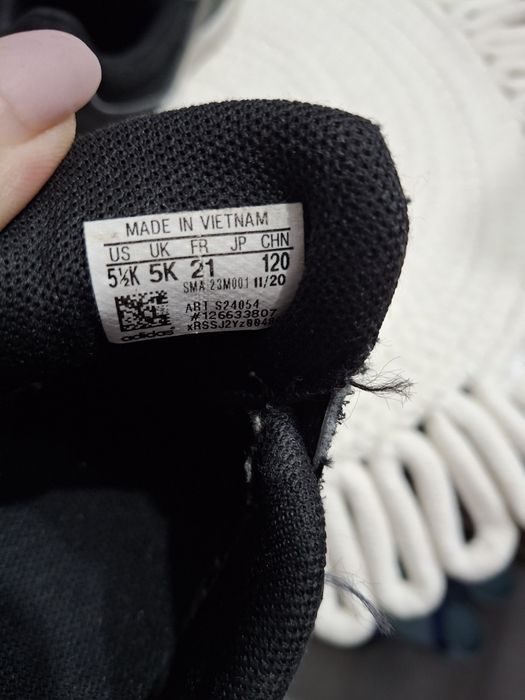 MADE IN VIETNAM
US UK FR JP CHN
5½K 5K 21 120
SMA 23M001 11/20
ART S24054
#126633807
adidas